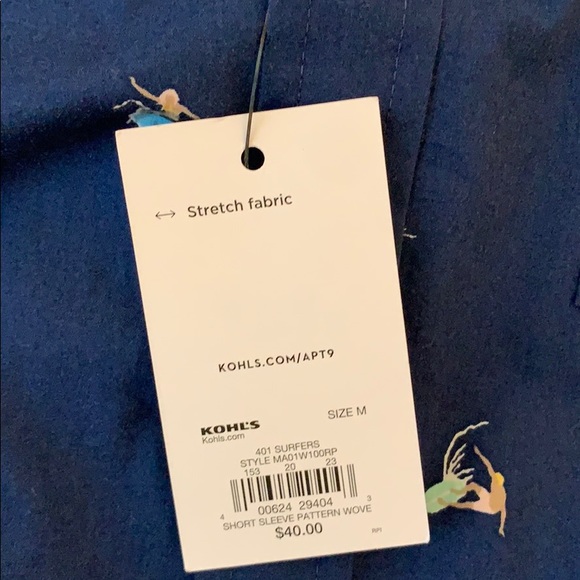 ↔ Stretch fabric
KOHLS.COM/APT9
KOHL'S SIZE M
Kohls.com
401 SURFERS
STYLE MA01W100RP
153 20 23
4 00624 29404 3
SHORT SLEEVE PATTERN WOVE
$40.00 RPI